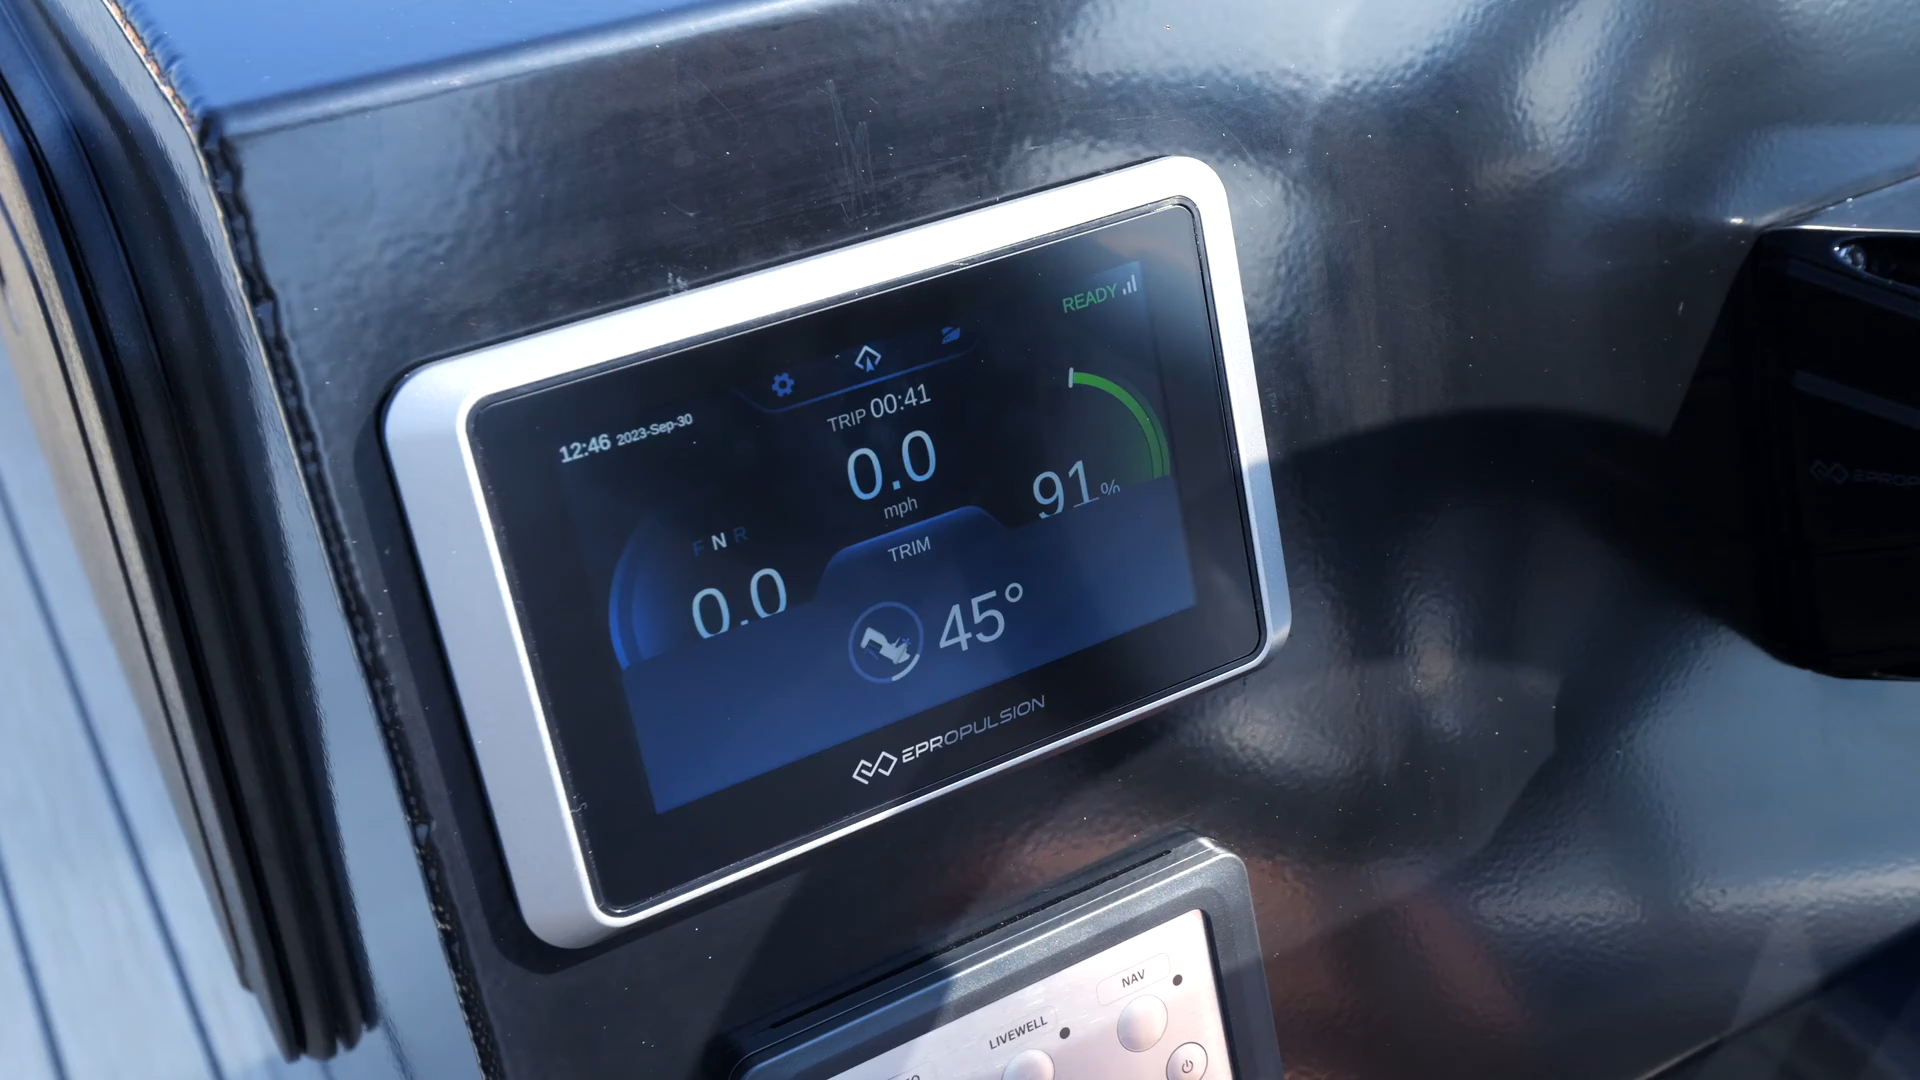 READY
12:46 2023-Sep-30
TRIP 00:41
0.0
mph
91%
F N R
0.0
TRIM
45°
EPROPULSION
EPROP
NAV
LIVEWELL